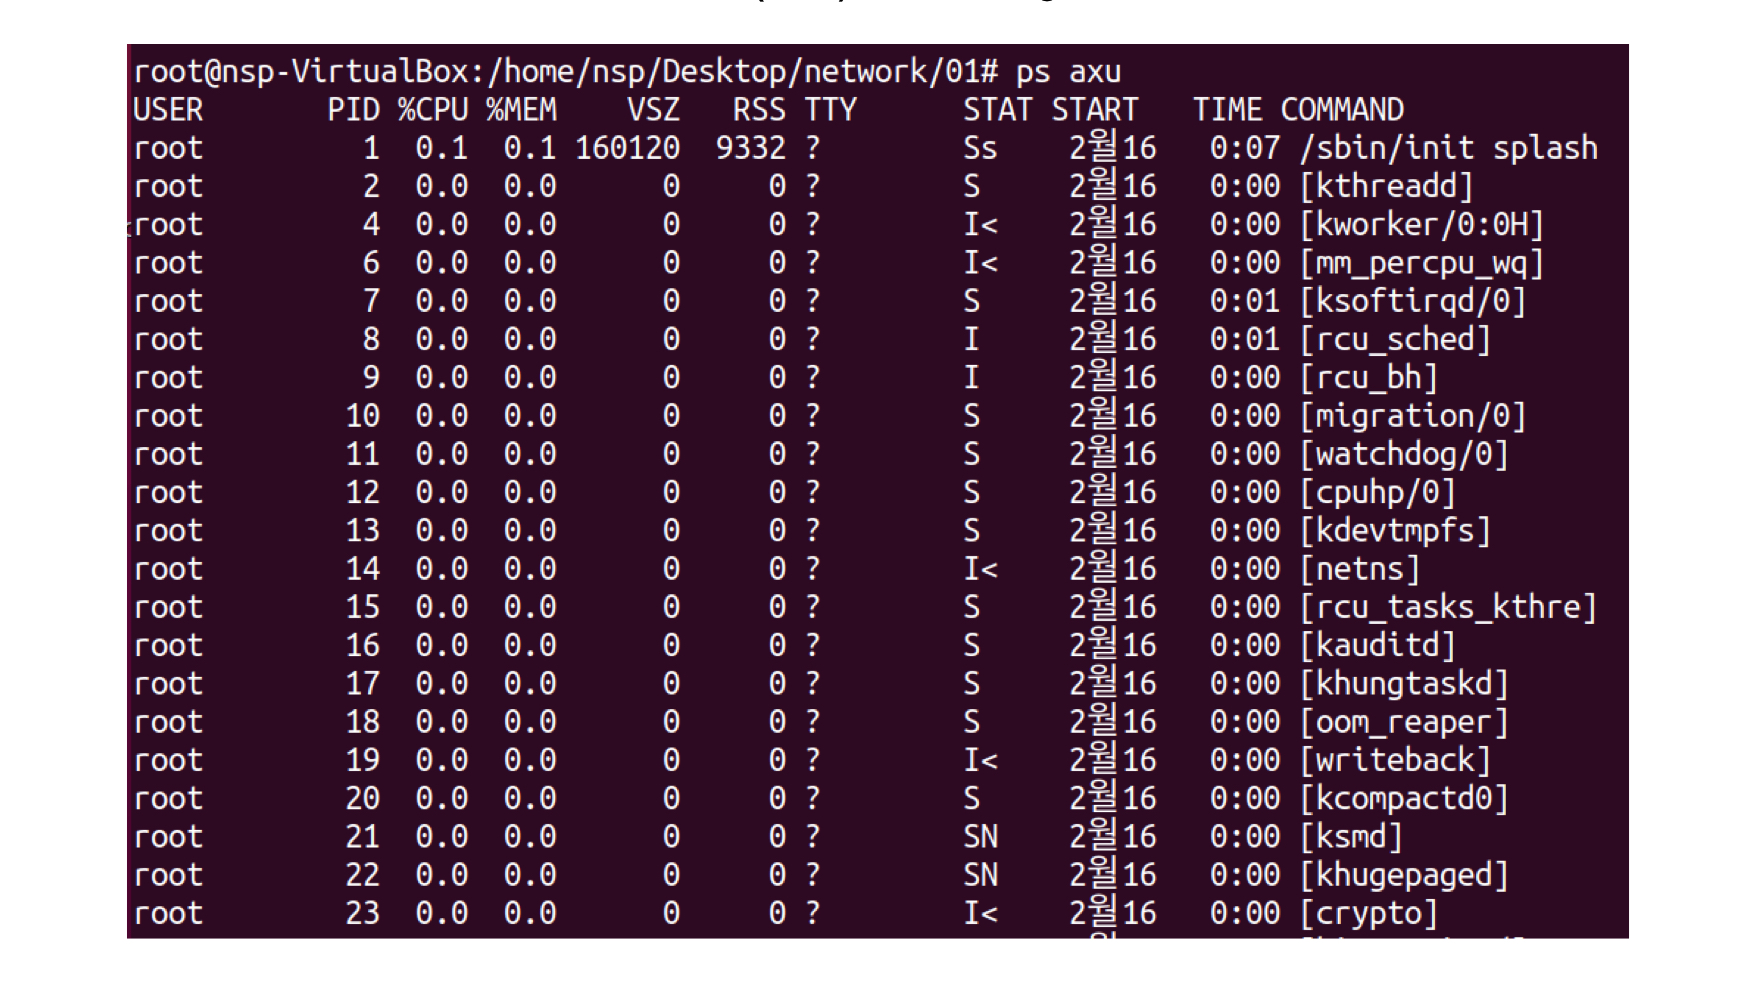 root@nsp-VirtualBox:/home/nsp/Desktop/network/01# ps axu
USER PID %CPU %MEM VSZ RSS TTY STAT START TIME COMMAND
root 1 0.1 0.1 160120 9332 ? Ss 2월16 0:07 /sbin/init splash
root 2 0.0 0.0 0 0 ? S 2월16 0:00 [kthreadd]
root 4 0.0 0.0 0 0 ? I< 2월16 0:00 [kworker/0:0H]
root 6 0.0 0.0 0 0 ? I< 2월16 0:00 [mm_percpu_wq]
root 7 0.0 0.0 0 0 ? S 2월16 0:01 [ksoftirqd/0]
root 8 0.0 0.0 0 0 ? I 2월16 0:01 [rcu_sched]
root 9 0.0 0.0 0 0 ? I 2월16 0:00 [rcu_bh]
root 10 0.0 0.0 0 0 ? S 2월16 0:00 [migration/0]
root 11 0.0 0.0 0 0 ? S 2월16 0:00 [watchdog/0]
root 12 0.0 0.0 0 0 ? S 2월16 0:00 [cpuhp/0]
root 13 0.0 0.0 0 0 ? S 2월16 0:00 [kdevtmpfs]
root 14 0.0 0.0 0 0 ? I< 2월16 0:00 [netns]
root 15 0.0 0.0 0 0 ? S 2월16 0:00 [rcu_tasks_kthre]
root 16 0.0 0.0 0 0 ? S 2월16 0:00 [kauditd]
root 17 0.0 0.0 0 0 ? S 2월16 0:00 [khungtaskd]
root 18 0.0 0.0 0 0 ? S 2월16 0:00 [oom_reaper]
root 19 0.0 0.0 0 0 ? I< 2월16 0:00 [writeback]
root 20 0.0 0.0 0 0 ? S 2월16 0:00 [kcompactd0]
root 21 0.0 0.0 0 0 ? SN 2월16 0:00 [ksmd]
root 22 0.0 0.0 0 0 ? SN 2월16 0:00 [khugepaged]
root 23 0.0 0.0 0 0 ? I< 2월16 0:00 [crypto]